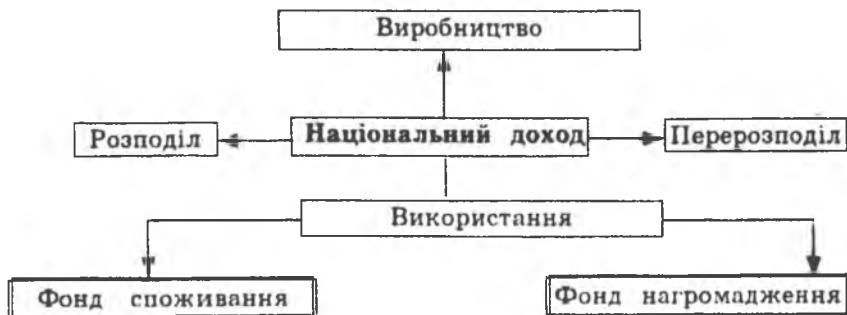 Виробництво
Розподіл
Національний доход
Перерозподіл
Використання
Фонд споживання
Фонд нагромадження